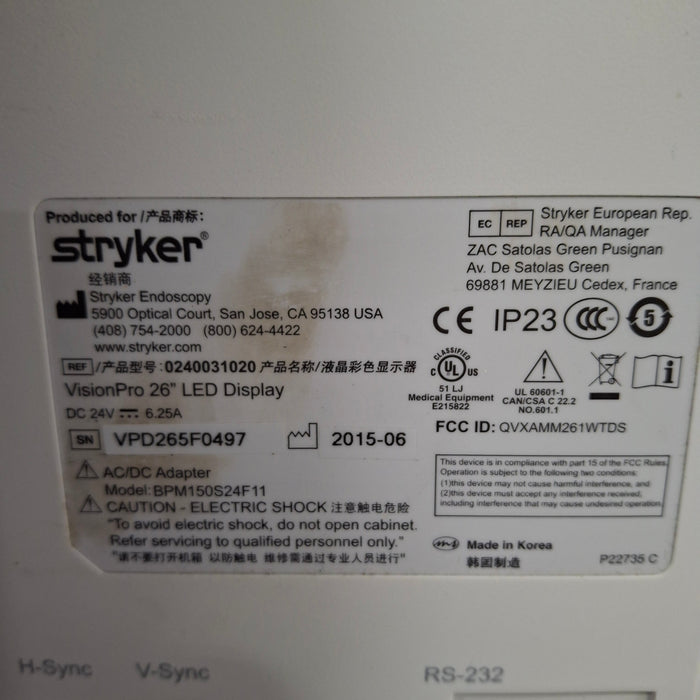 Produced for /产品商标:
stryker®
经销商
Stryker Endoscopy
5900 Optical Court, San Jose, CA 95138 USA
(408) 754-2000 (800) 624-4422
www.stryker.com
REF /产品型号: 0240031020 产品名称/液晶彩色显示器
VisionPro 26" LED Display
DC 24V 6.25A
SN VPD265F0497 2015-06
AC/DC Adapter
Model: BPM150S24F11
CAUTION - ELECTRIC SHOCK 注意触电危险
"To avoid electric shock, do not open cabinet.
Refer servicing to qualified personnel only."
"请不要打开机箱 以防触电 维修需通过专业人员进行"
EC REP Stryker European Rep.
RA/QA Manager
ZAC Satolas Green Pusignan
Av. De Satolas Green
69881 MEYZIEU Cedex, France
CE IP23 CCC 5
CLASSIFIED
C UL US
51 LJ
Medical Equipment
E215822
UL 60601-1
CAN/CSA C 22.2
NO.601.1
FCC ID: QVXAMM261WTDS
This device is in compliance with part 15 of the FCC Rules
Operation is subject to the following two conditions:
(1)this device may not cause harmful interference, and
(2)this device must accept any interference received,
including interference that may cause undesired operation
Made in Korea
韩国制造
P22735 C
H-Sync V-Sync RS-232